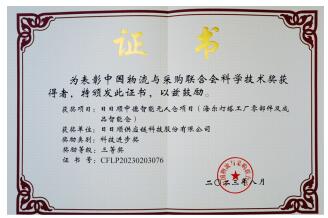 证书
为表彰中国物流与采购联合会科学技术奖获
得者，特颁发此证书，以兹鼓励。
获奖项目：日日顺中德智能无人仓项目（海尔灯塔工厂零部件及成
品智能仓）
获奖单位：日日顺供应链科技股份有限公司
奖励类别：科技进步奖
奖励等级：三等奖
证书号：CFLP20230203076
二〇二三年八月